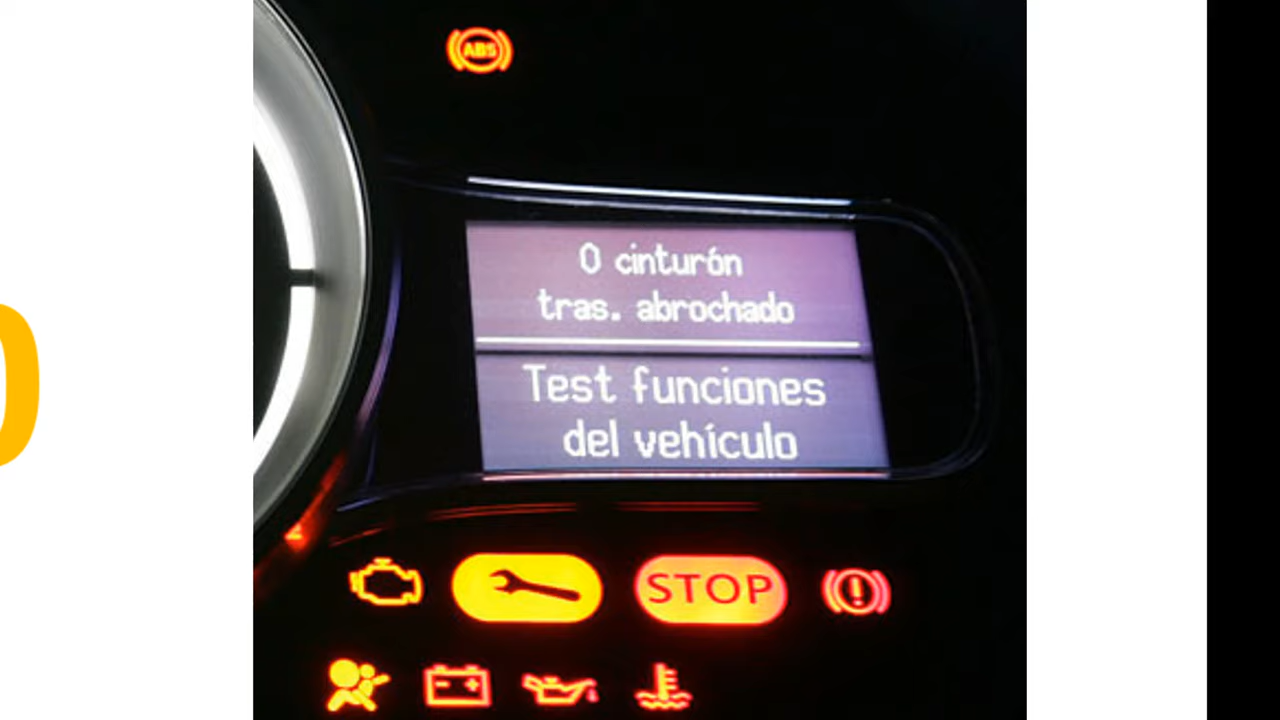 ABS
0 cinturón
tras. abrochado
Test funciones
del vehículo
STOP